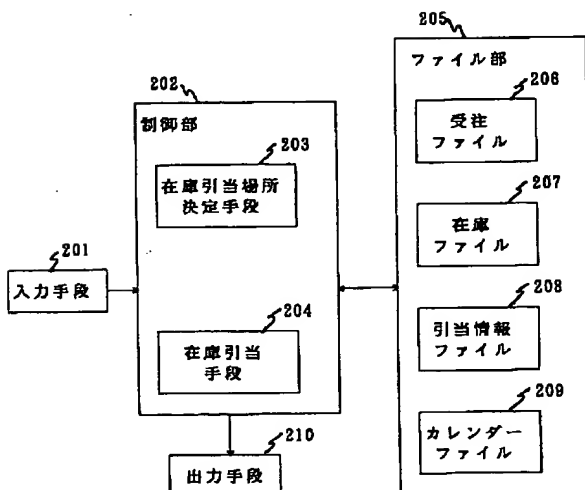 205
ファイル部
202
制御部
206
受注
ファイル
203
在庫引当場所
決定手段
207
在庫
ファイル
201
入力手段
208
引当情報
ファイル
204
在庫引当
手段
209
カレンダー
ファイル
210
出力手段